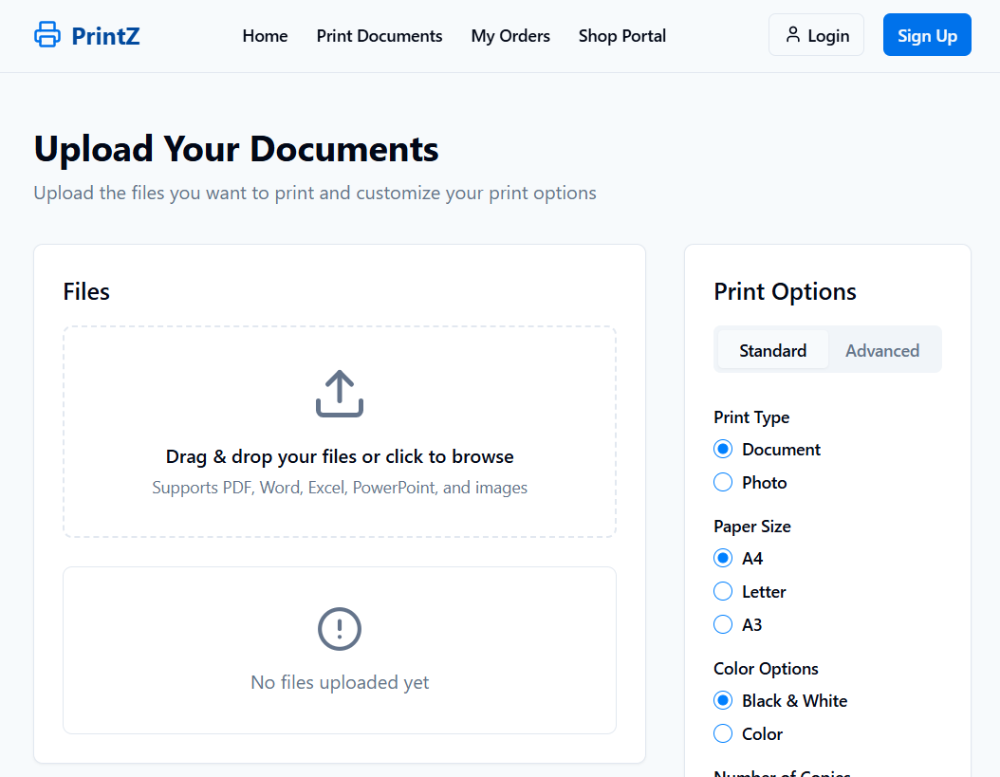 PrintZ
Home
Print Documents
My Orders
Shop Portal
Login
Sign Up
Upload Your Documents
Upload the files you want to print and customize your print options
Files
Drag & drop your files or click to browse
Supports PDF, Word, Excel, PowerPoint, and images
No files uploaded yet
Print Options
Standard
Advanced
Print Type
Document
Photo
Paper Size
A4
Letter
A3
Color Options
Black & White
Color
Number of Copies